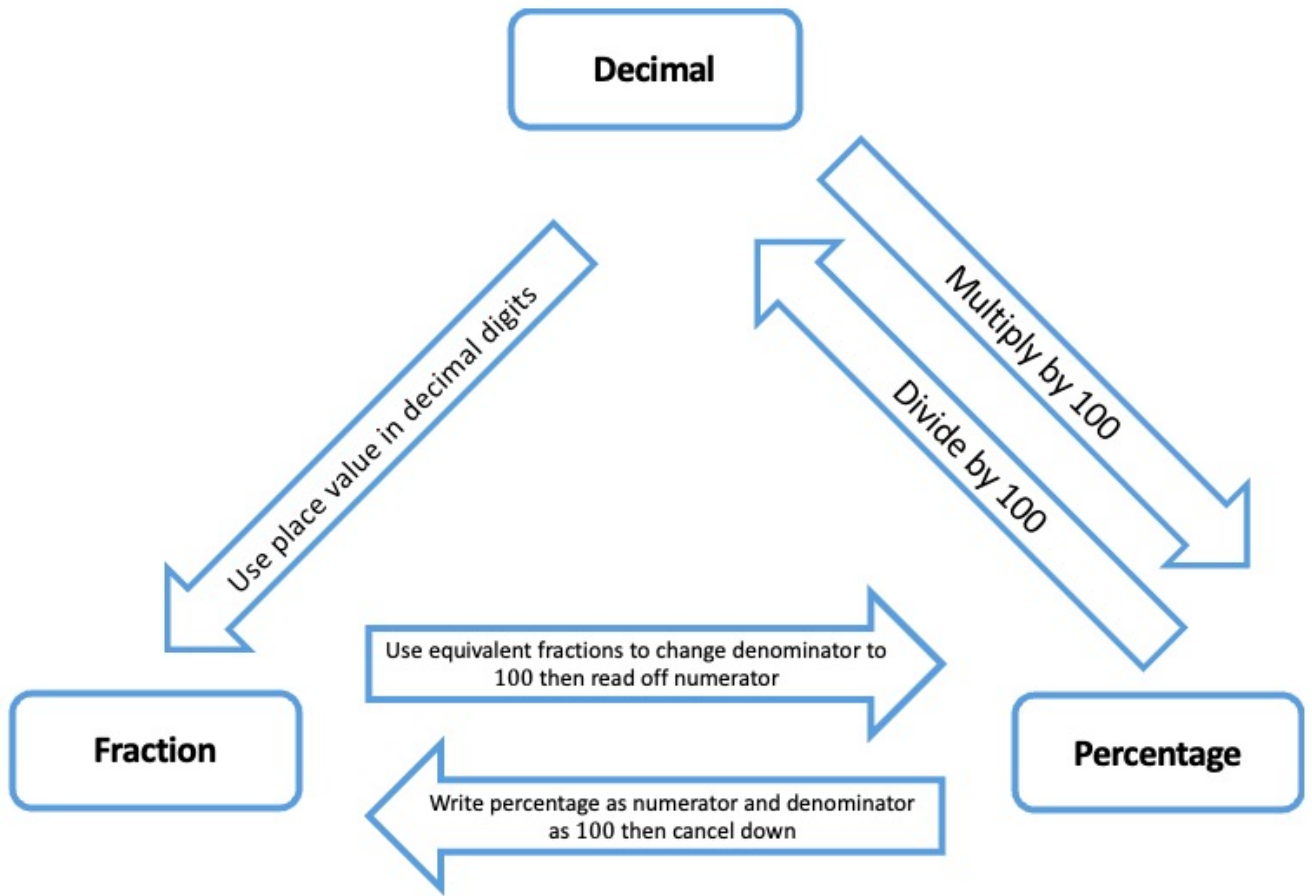 Decimal
Multiply by 100
Use place value in decimal digits
Divide by 100
Use equivalent fractions to change denominator to
100 then read off numerator
Fraction
Percentage
Write percentage as numerator and denominator
as 100 then cancel down